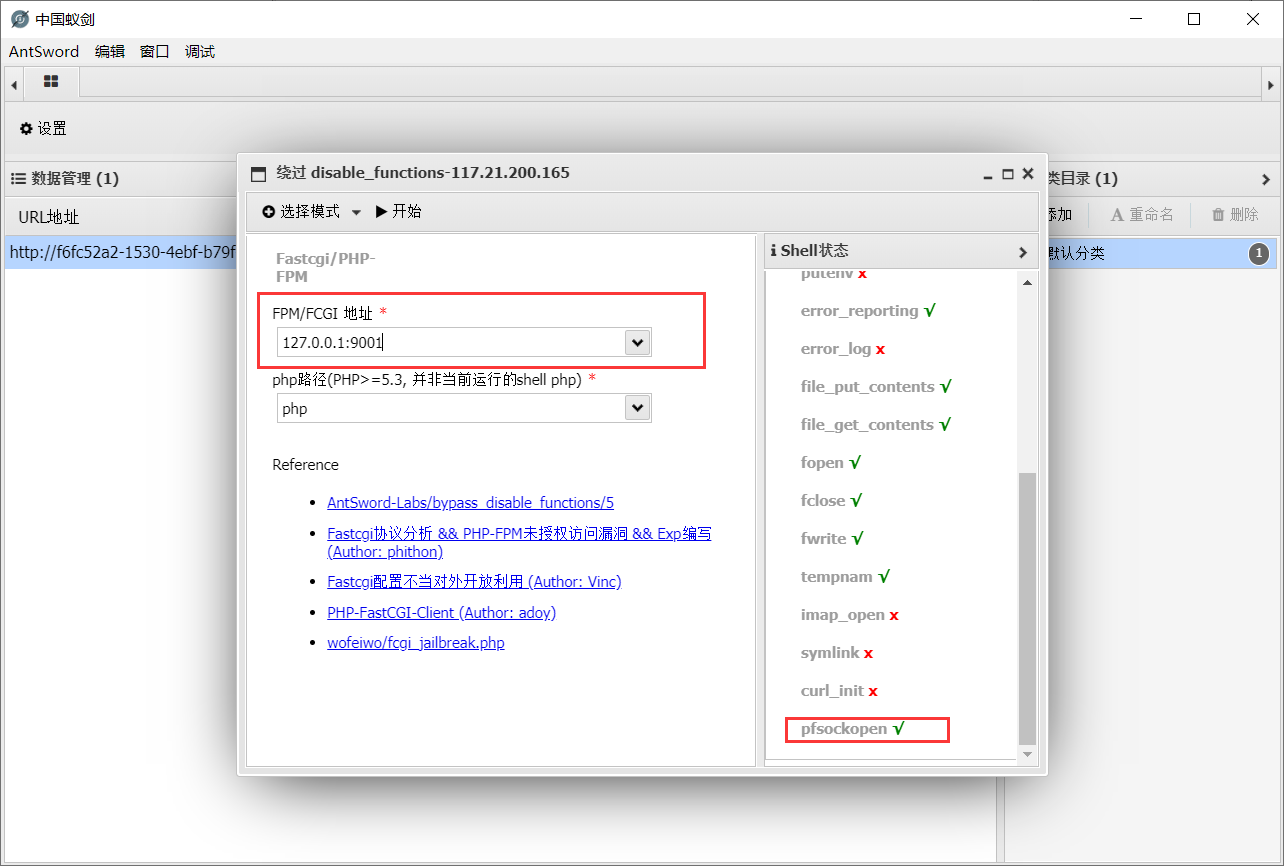 中国蚁剑
AntSword 编辑 窗口 调试
设置
数据管理 (1)
URL地址
http://f6fc52a2-1530-4ebf-b79f
绕过 disable_functions-117.21.200.165
选择模式 开始
Fastcgi/PHP-
FPM
FPM/FCGI 地址 *
127.0.0.1:9001
php路径(PHP>=5.3, 并非当前运行的shell php) *
php
Reference
• AntSword-Labs/bypass_disable_functions/5
• Fastcgi协议分析 && PHP-FPM未授权访问漏洞 && Exp编写
(Author: phithon)
• Fastcgi配置不当对外开放利用 (Author: Vinc)
• PHP-FastCGI-Client (Author: adoy)
• wofeiwo/fcgi_jailbreak.php
Shell状态
putenv x
error_reporting √
error_log x
file_put_contents √
file_get_contents √
fopen √
fclose √
fwrite √
tempnam √
imap_open x
symlink x
curl_init x
pfsockopen √
类目录 (1)
添加 重命名 删除
默认分类 1